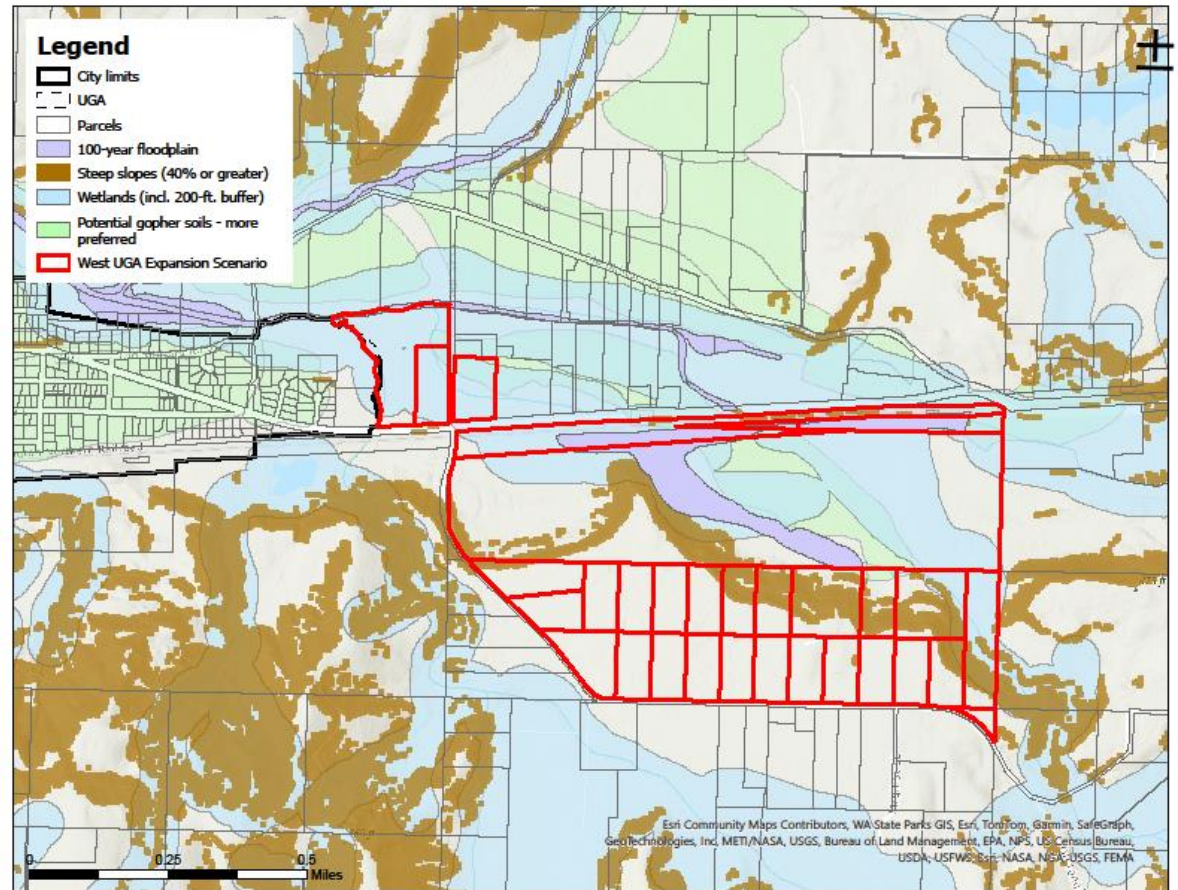 Legend
City limits
UGA
Parcels
100-year floodplain
Steep slopes (40% or greater)
Wetlands (incl. 200-ft. buffer)
Potential gopher soils - more
preferred
West UGA Expansion Scenario
0 0.25 0.5
Miles
Esri Community Maps Contributors, WA State Parks GIS, Esri, TomTom, Garmin, SafeGraph,
GeoTechnologies, Inc, METI/NASA, USGS, Bureau of Land Management, EPA, NPS, US Census Bureau,
USDA, USFWS, Esri, NASA, NGA, USGS, FEMA